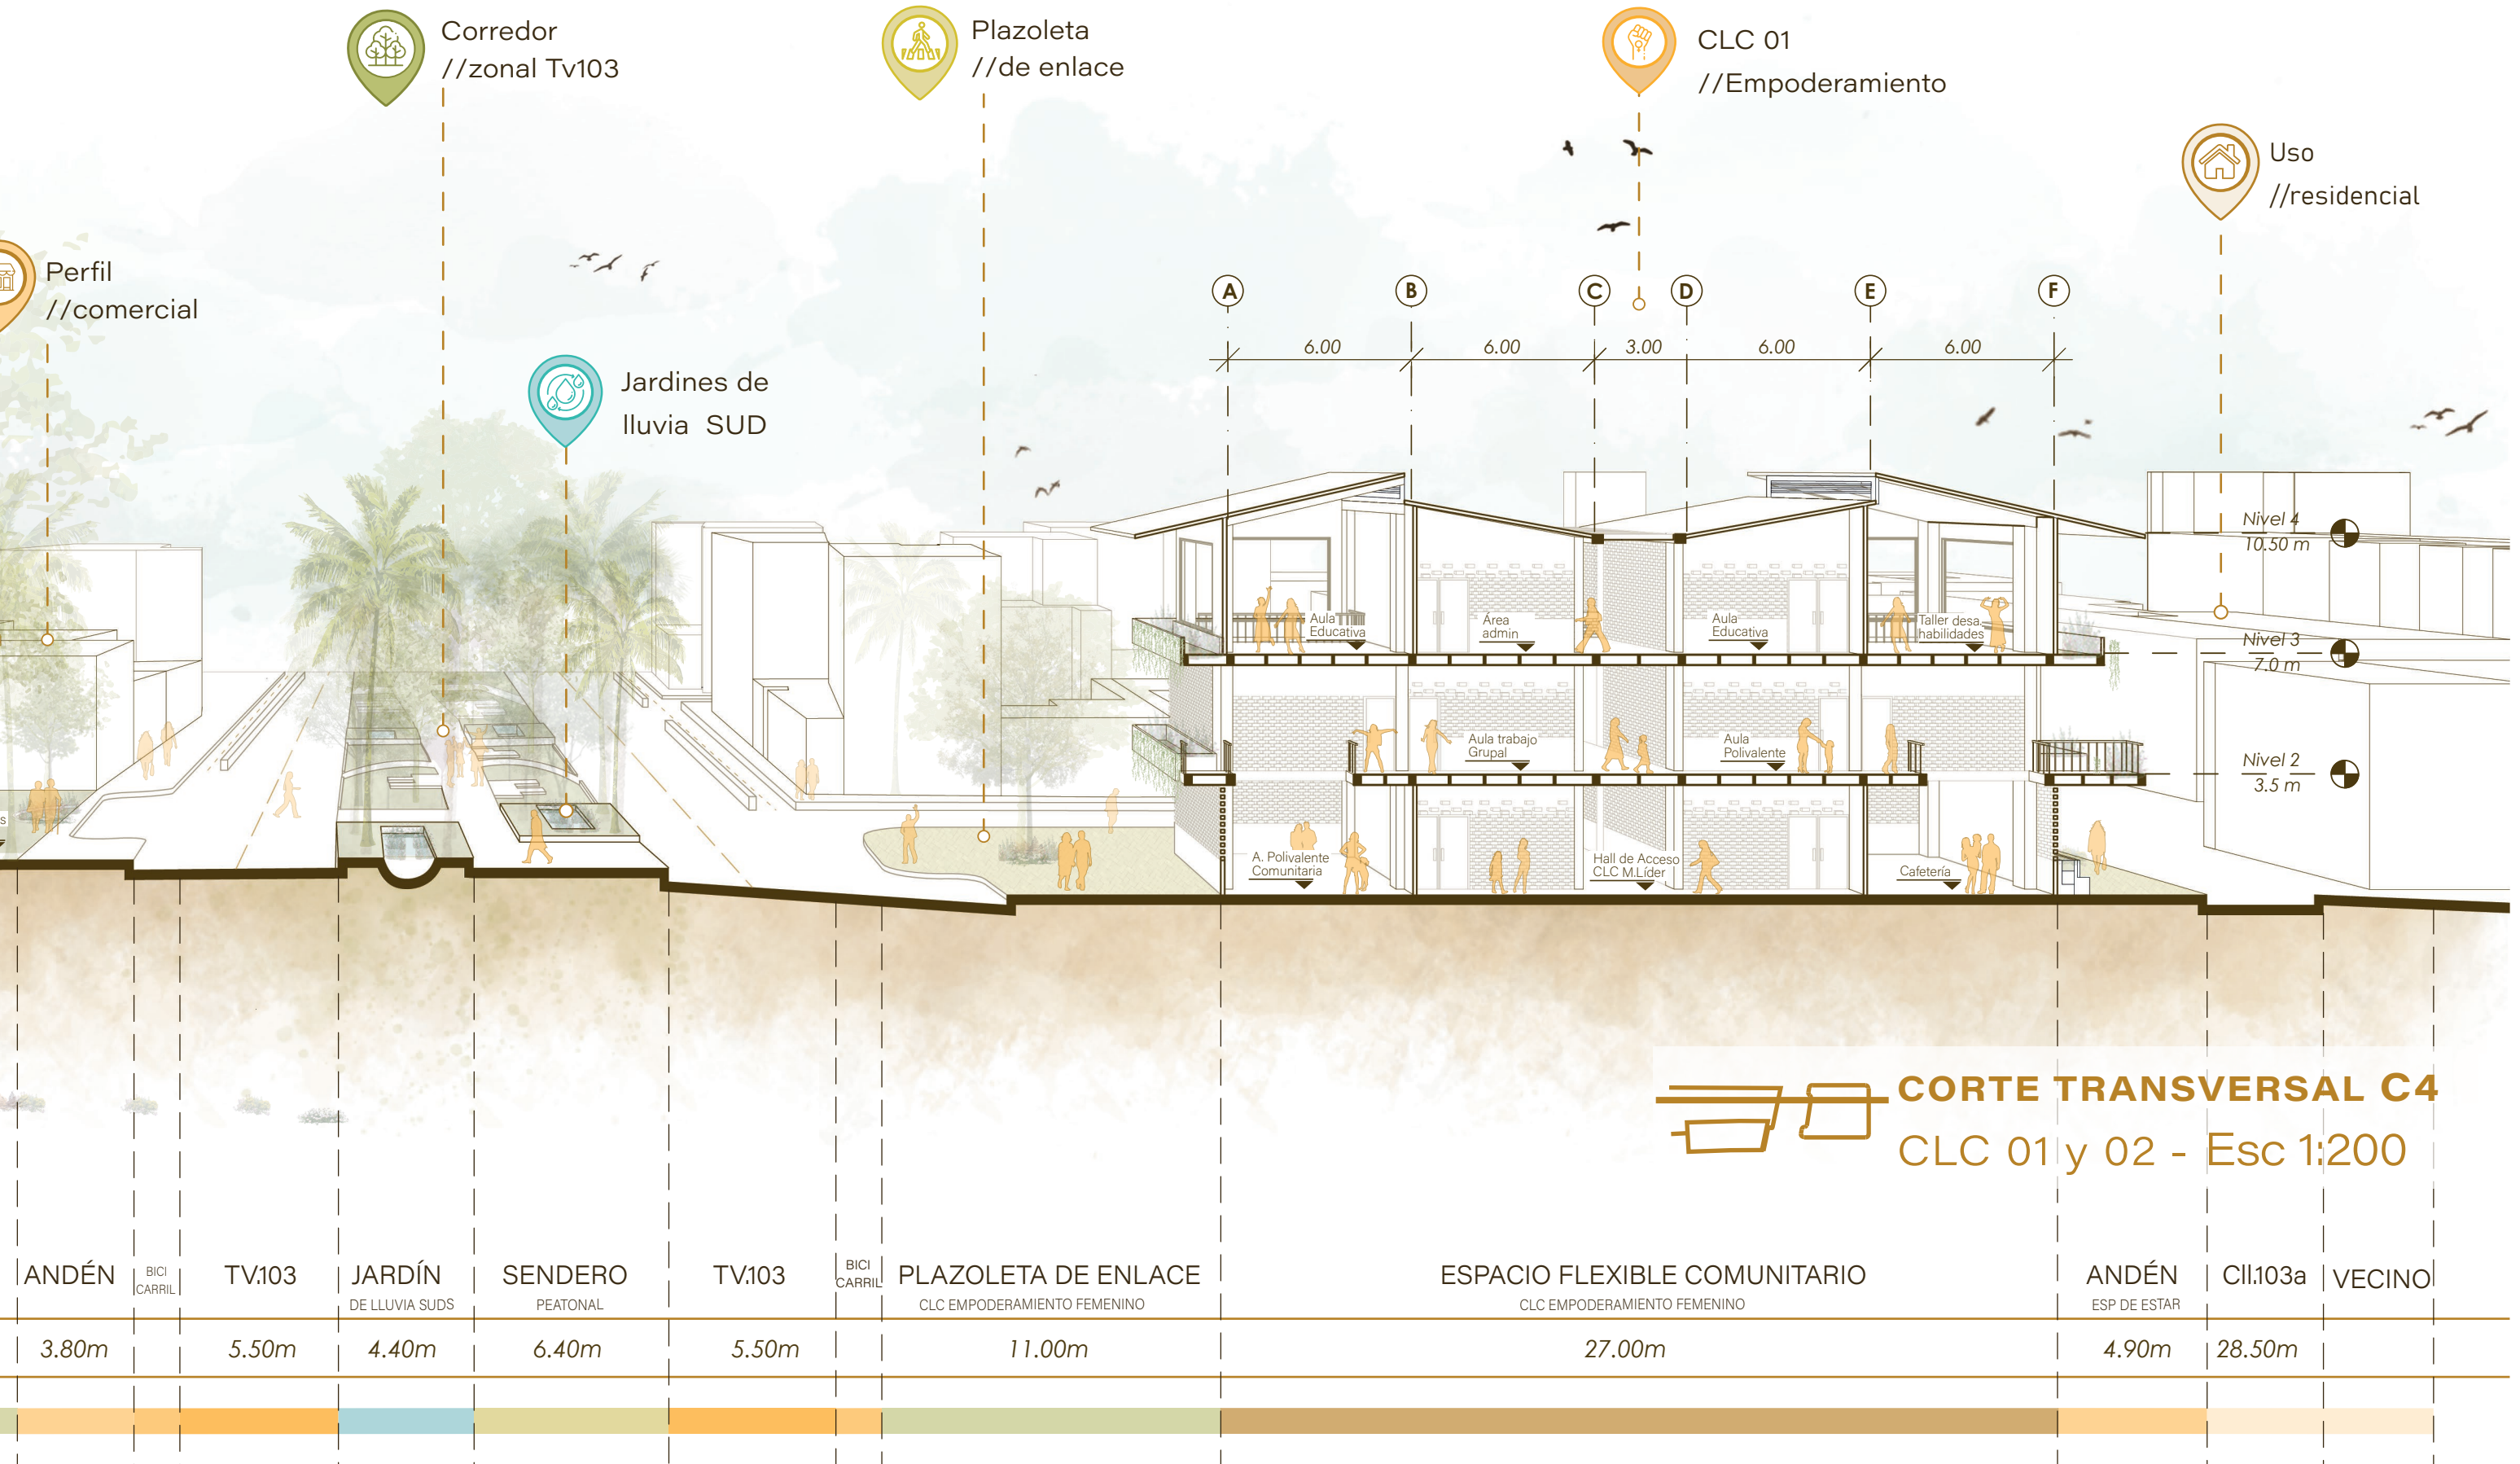 Corredor
//zonal Tv103
Plazoleta
//de enlace
CLC 01
//Empoderamiento
Uso
//residencial
Perfil
//comercial
Jardines de
lluvia SUD
A B C D E F
6.00 6.00 3.00 6.00 6.00
Nivel 4
10.50 m
Nivel 3
7.0 m
Nivel 2
3.5 m
Aula
Educativa
Área
admin
Aula
Educativa
Taller desa.
habilidades
Aula trabajo
Grupal
Aula
Polivalente
A. Polivalente
Comunitaria
Hall de Acceso
CLC M.Líder
Cafetería
s
CORTE TRANSVERSAL C4
CLC 01 y 02 - Esc 1:200
ANDÉN
BICI
CARRIL
TV.103
JARDÍN
DE LLUVIA SUDS
SENDERO
PEATONAL
TV.103
BICI
CARRIL
PLAZOLETA DE ENLACE
CLC EMPODERAMIENTO FEMENINO
ESPACIO FLEXIBLE COMUNITARIO
CLC EMPODERAMIENTO FEMENINO
ANDÉN
ESP DE ESTAR
Cll.103a
VECINO
3.80m 5.50m 4.40m 6.40m 5.50m 11.00m 27.00m 4.90m 28.50m